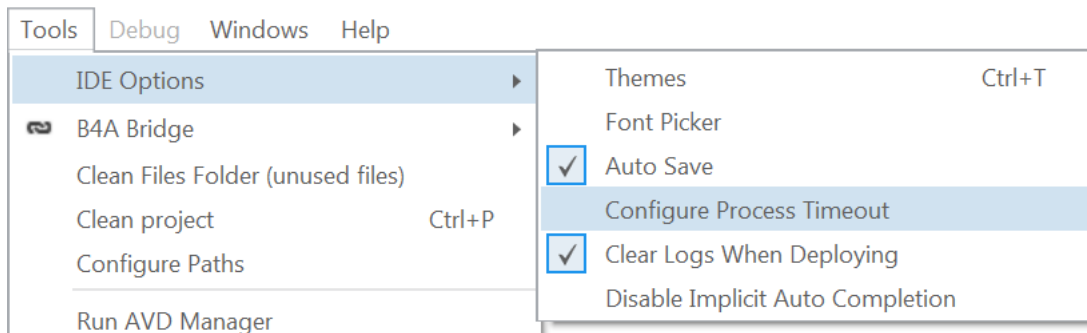 Tools Debug Windows Help
IDE Options
B4A Bridge
Clean Files Folder (unused files)
Clean project Ctrl+P
Configure Paths
Run AVD Manager
Themes Ctrl+T
Font Picker
Auto Save
Configure Process Timeout
Clear Logs When Deploying
Disable Implicit Auto Completion